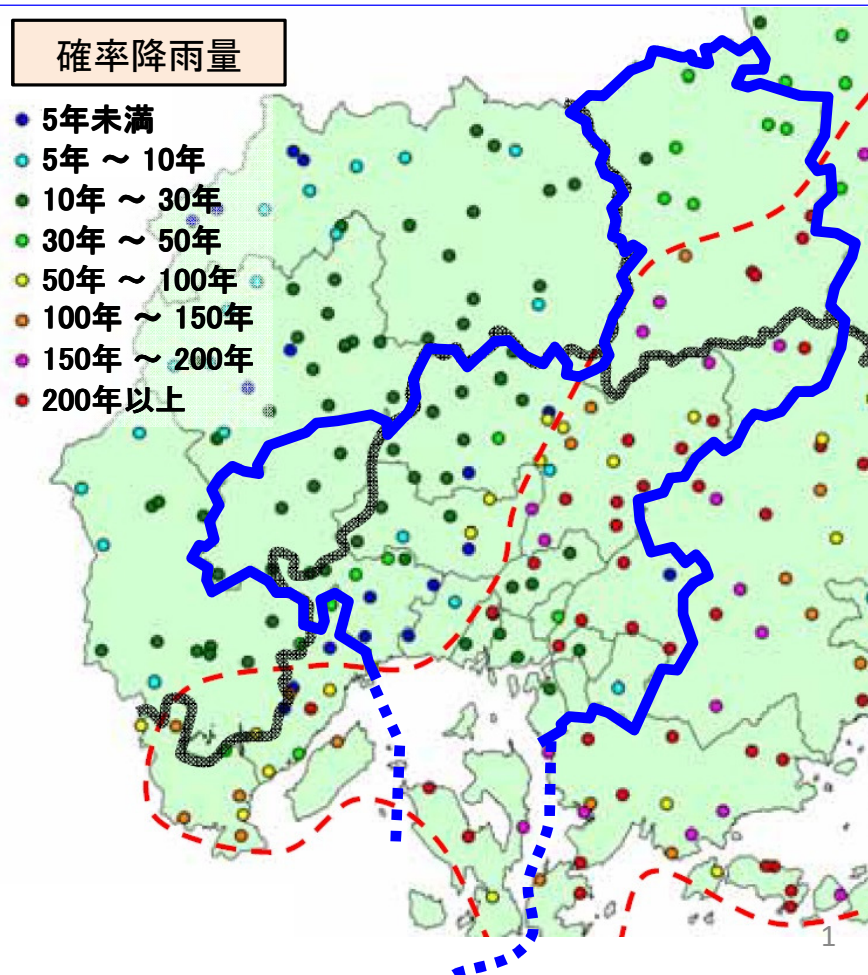 確率降雨量
5年未満
5年 ～ 10年
10年 ～ 30年
30年 ～ 50年
50年 ～ 100年
100年 ～ 150年
150年 ～ 200年
200年以上
1